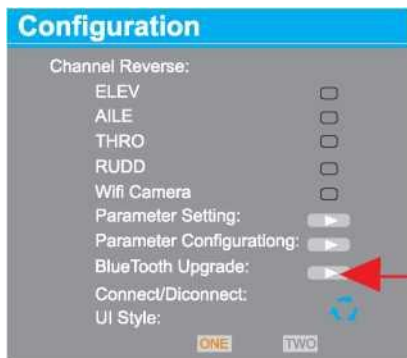 Configuration
Channel Reverse:
ELEV
AILE
THRO
RUDD
Wifi Camera
Parameter Setting:
Parameter Configurationg:
BlueTooth Upgrade:
Connect/Diconnect:
UI Style:
ONE TWO